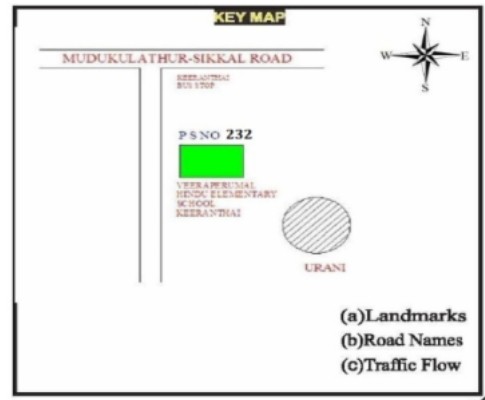 KEY MAP
N
MUDUKULATHUR-SIKKAL ROAD
W
E
S
KEERANTHAI
BUS STOP
P S NO 232
VEERAPERUMAL
HINDU ELEMENTARY
SCHOOL
KEERANTHAI
URANI
(a)Landmarks
(b)Road Names
(c)Traffic Flow